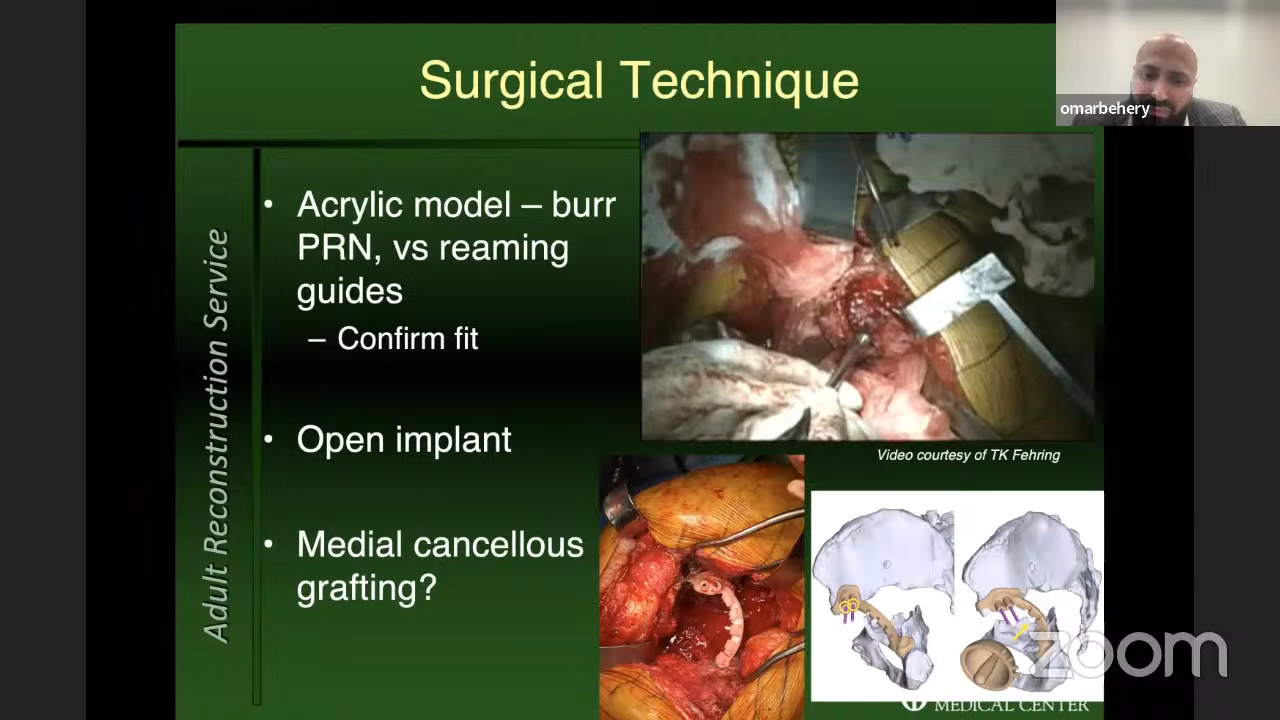 Surgical Technique
omarbehery
Adult Reconstruction Service
• Acrylic model – burr
PRN, vs reaming
guides
– Confirm fit
• Open implant
• Medial cancellous
grafting?
Video courtesy of TK Fehring
zoom
MEDICAL CENTER